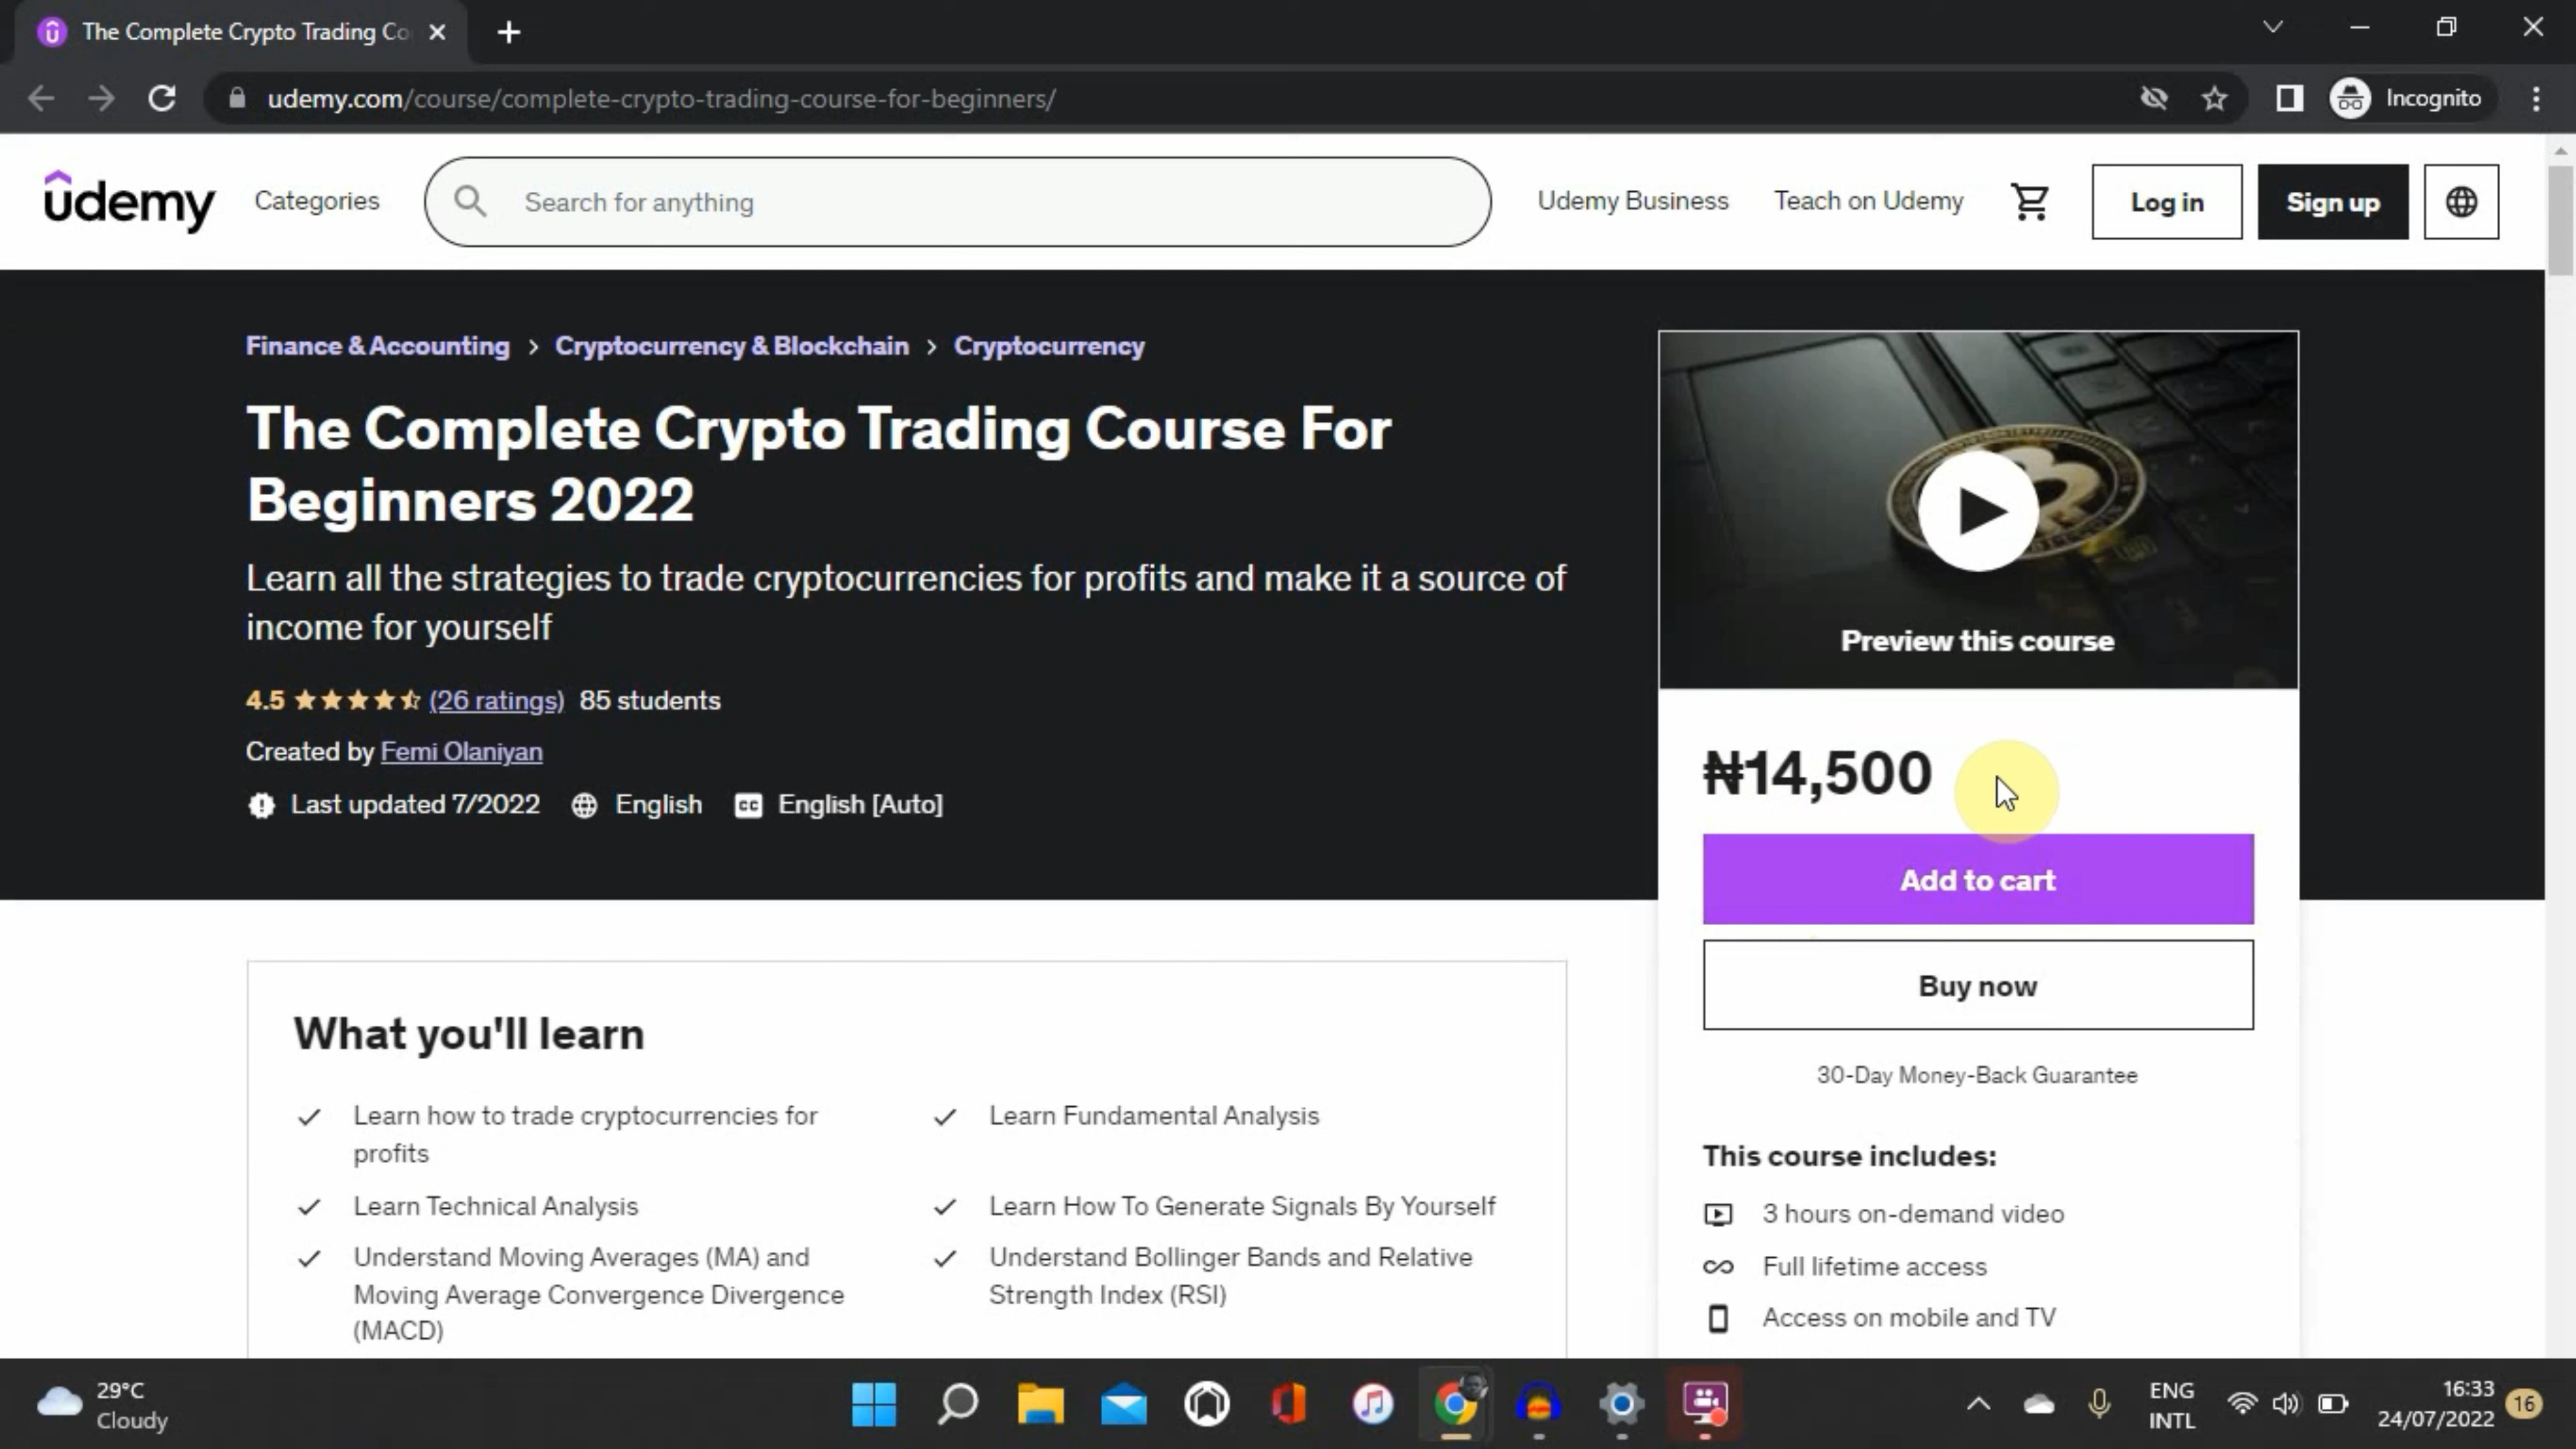 The Complete Crypto Trading Co
udemy.com/course/complete-crypto-trading-course-for-beginners/
Incognito
udemy
Categories
Search for anything
Udemy Business
Teach on Udemy
Log in
Sign up
Finance & Accounting > Cryptocurrency & Blockchain > Cryptocurrency
The Complete Crypto Trading Course For
Beginners 2022
Learn all the strategies to trade cryptocurrencies for profits and make it a source of
income for yourself
4.5 (26 ratings) 85 students
Created by Femi Olaniyan
Last updated 7/2022 English CC English [Auto]
Preview this course
₦14,500
Add to cart
Buy now
30-Day Money-Back Guarantee
This course includes:
3 hours on-demand video
Full lifetime access
Access on mobile and TV
What you'll learn
Learn how to trade cryptocurrencies for
profits
Learn Fundamental Analysis
Learn Technical Analysis
Learn How To Generate Signals By Yourself
Understand Moving Averages (MA) and
Moving Average Convergence Divergence
(MACD)
Understand Bollinger Bands and Relative
Strength Index (RSI)
29°C
Cloudy
ENG
INTL
16:33
24/07/2022
16